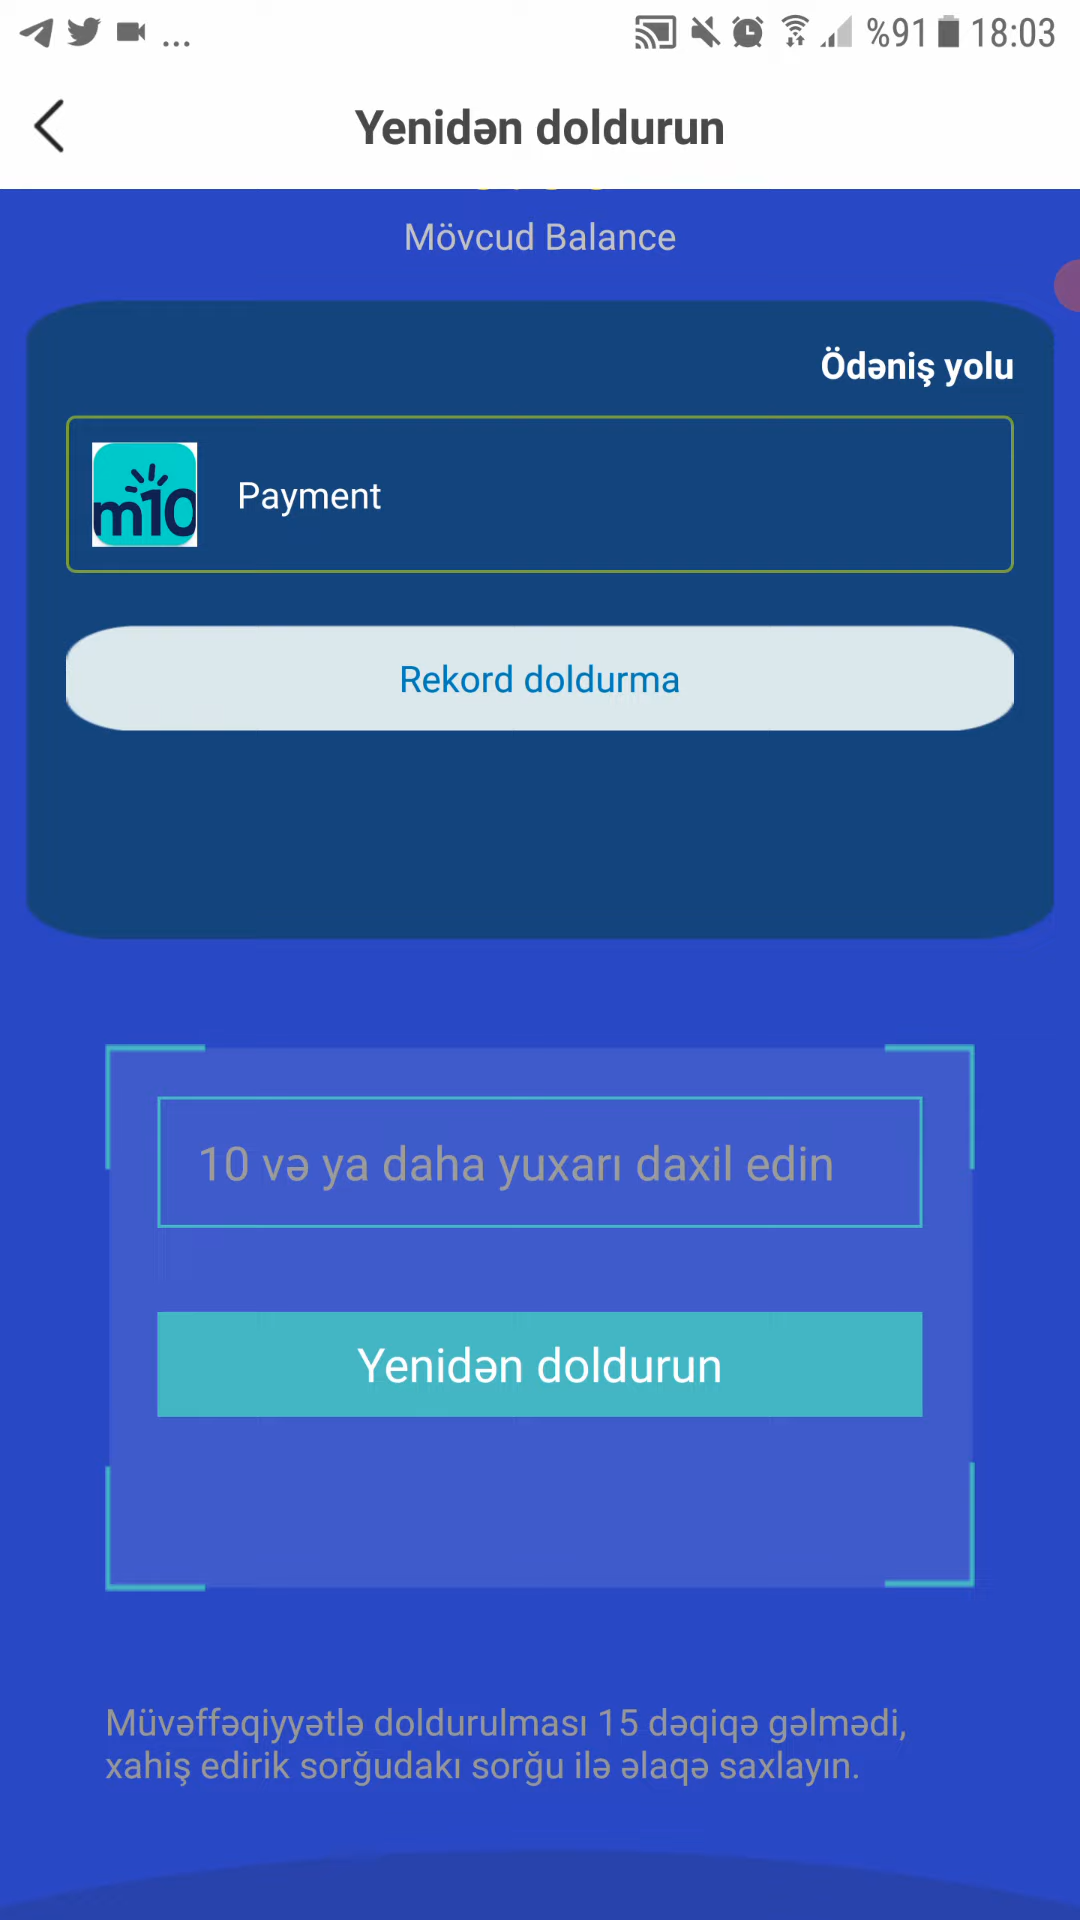 ... %91 18:03
Yenidən doldurun
Mövcud Balance
Ödəniş yolu
m10 Payment
Rekord doldurma
10 və ya daha yuxarı daxil edin
Yenidən doldurun
Müvəffəqiyyətlə doldurulması 15 dəqiqə gəlmədi,
xahiş edirik sorğudakı sorğu ilə əlaqə saxlayın.